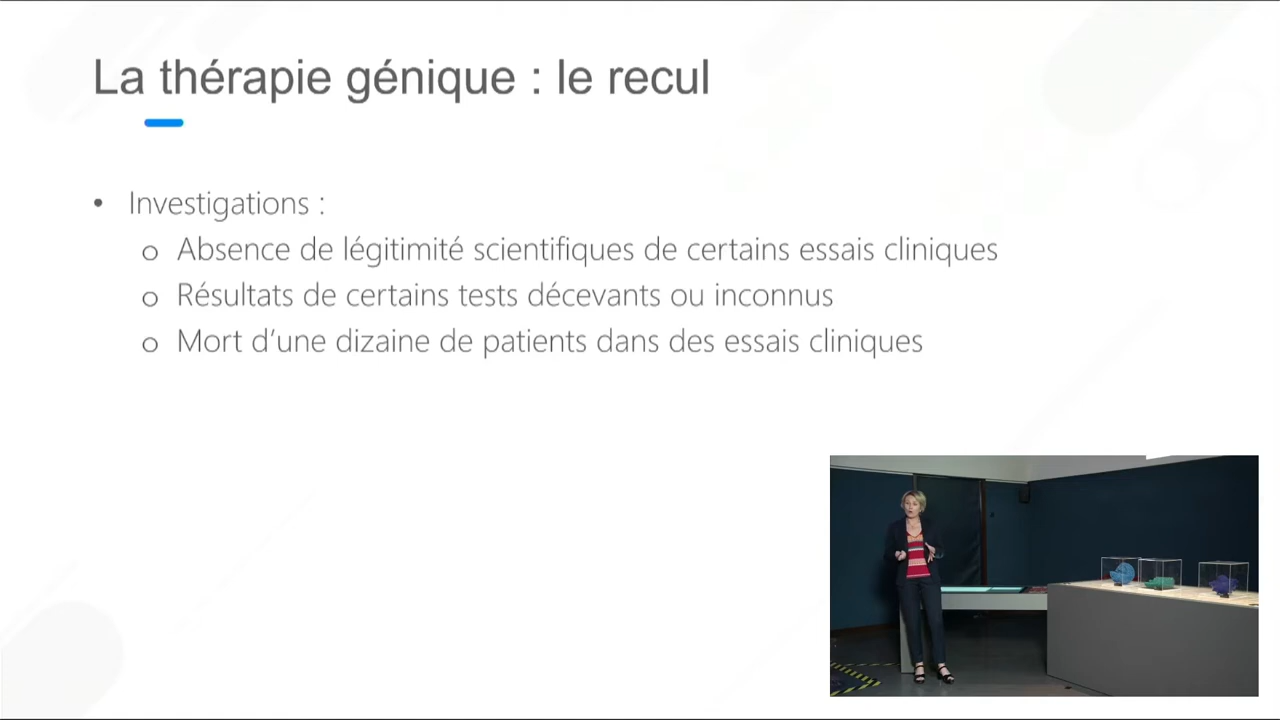 La thérapie génique : le recul
• Investigations :
o Absence de légitimité scientifiques de certains essais cliniques
o Résultats de certains tests décevants ou inconnus
o Mort d'une dizaine de patients dans des essais cliniques